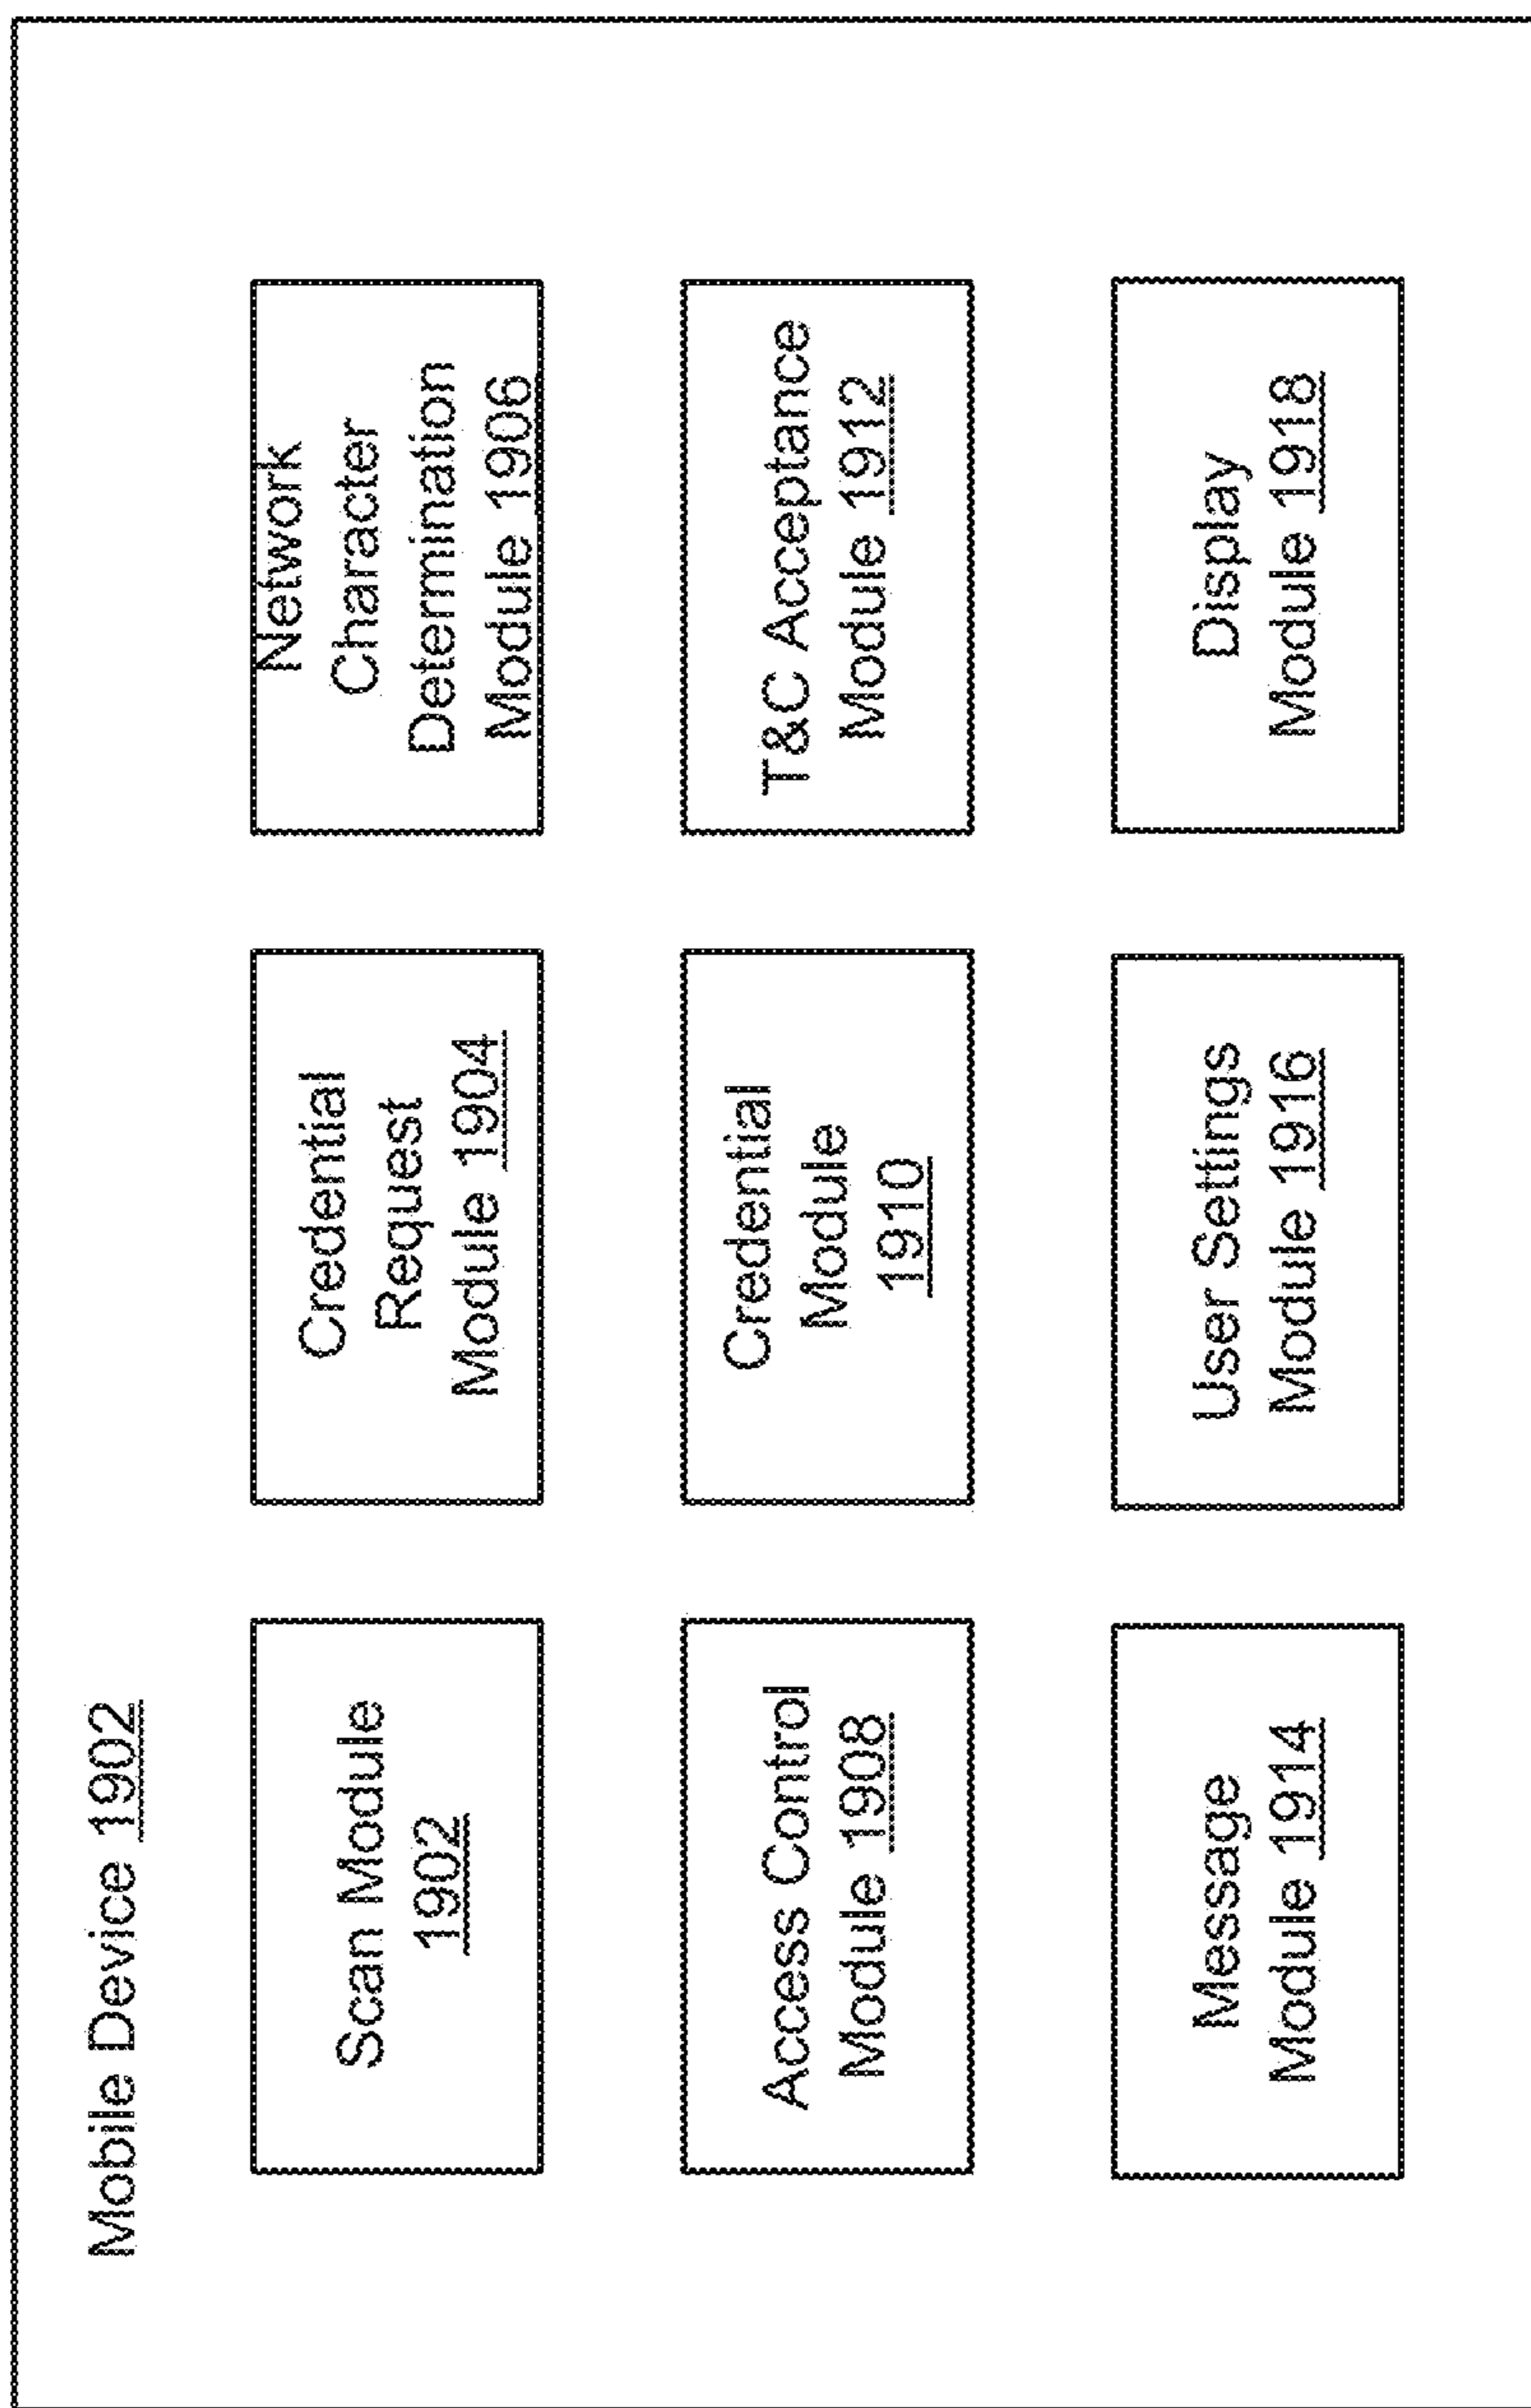 Mobile Device 1902
Scan Module
1902
Credential
Request
Module 1904
Network
Character
Determination
Module 1906
Access Control
Module 1908
Credential
Module
1910
T&C Acceptance
Module 1912
Message
Module 1914
User Settings
Module 1916
Display
Module 1918